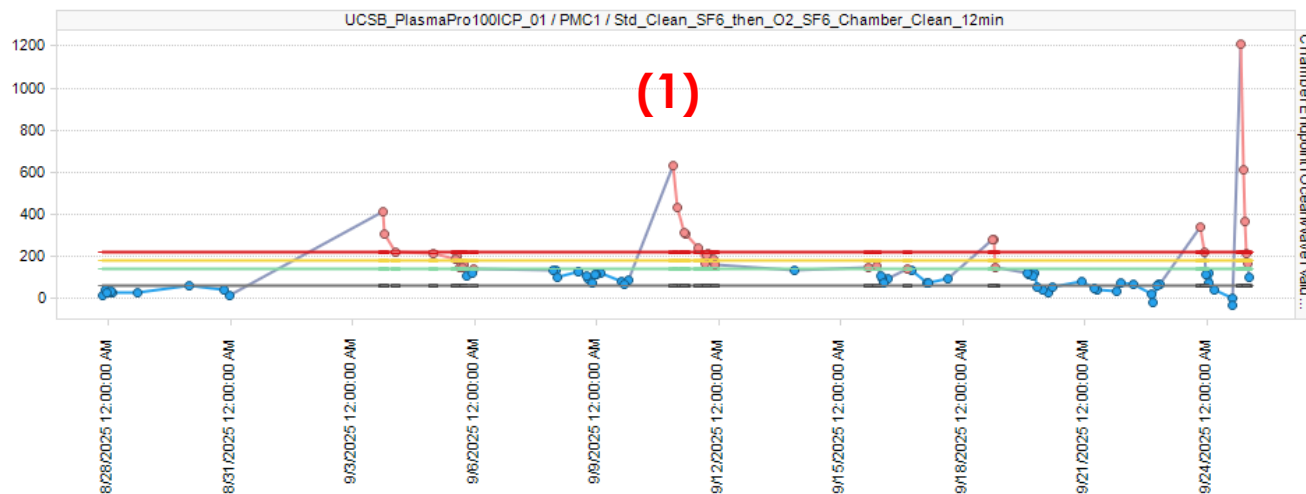 UCSB_PlasmaPro100ICP_01 / PMC1 / Std_Clean_SF6_then_O2_SF6_Chamber_Clean_12min
(1)
1200
1000
800
600
400
200
0
8/28/2025 12:00:00 AM
8/31/2025 12:00:00 AM
9/3/2025 12:00:00 AM
9/6/2025 12:00:00 AM
9/9/2025 12:00:00 AM
9/12/2025 12:00:00 AM
9/15/2025 12:00:00 AM
9/18/2025 12:00:00 AM
9/21/2025 12:00:00 AM
9/24/2025 12:00:00 AM